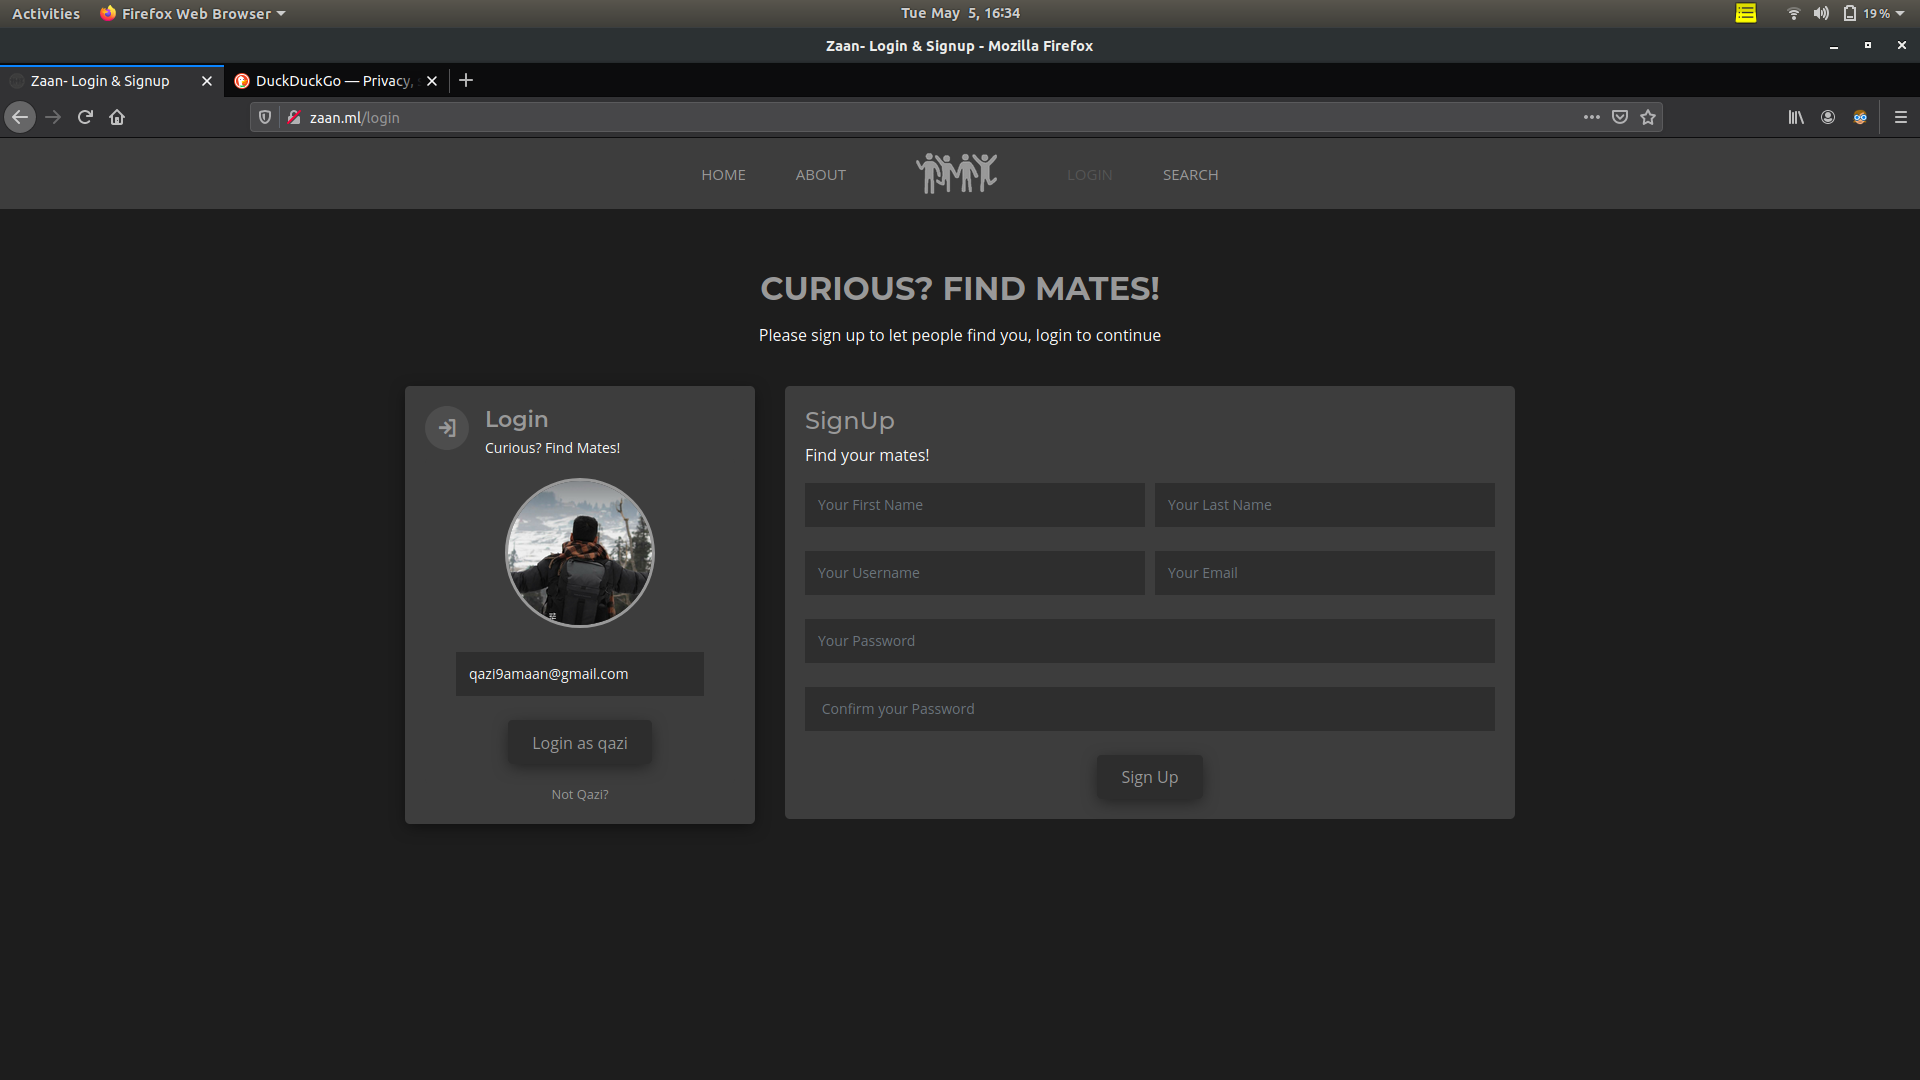 Activities
Firefox Web Browser
Tue May 5, 16:34
19%
Zaan- Login & Signup - Mozilla Firefox
Zaan- Login & Signup
DuckDuckGo — Privacy,
zaan.ml/login
HOME
ABOUT
LOGIN
SEARCH
CURIOUS? FIND MATES!
Please sign up to let people find you, login to continue
Login
Curious? Find Mates!
qazi9amaan@gmail.com
Login as qazi
Not Qazi?
SignUp
Find your mates!
Your First Name
Your Last Name
Your Username
Your Email
Your Password
Confirm your Password
Sign Up